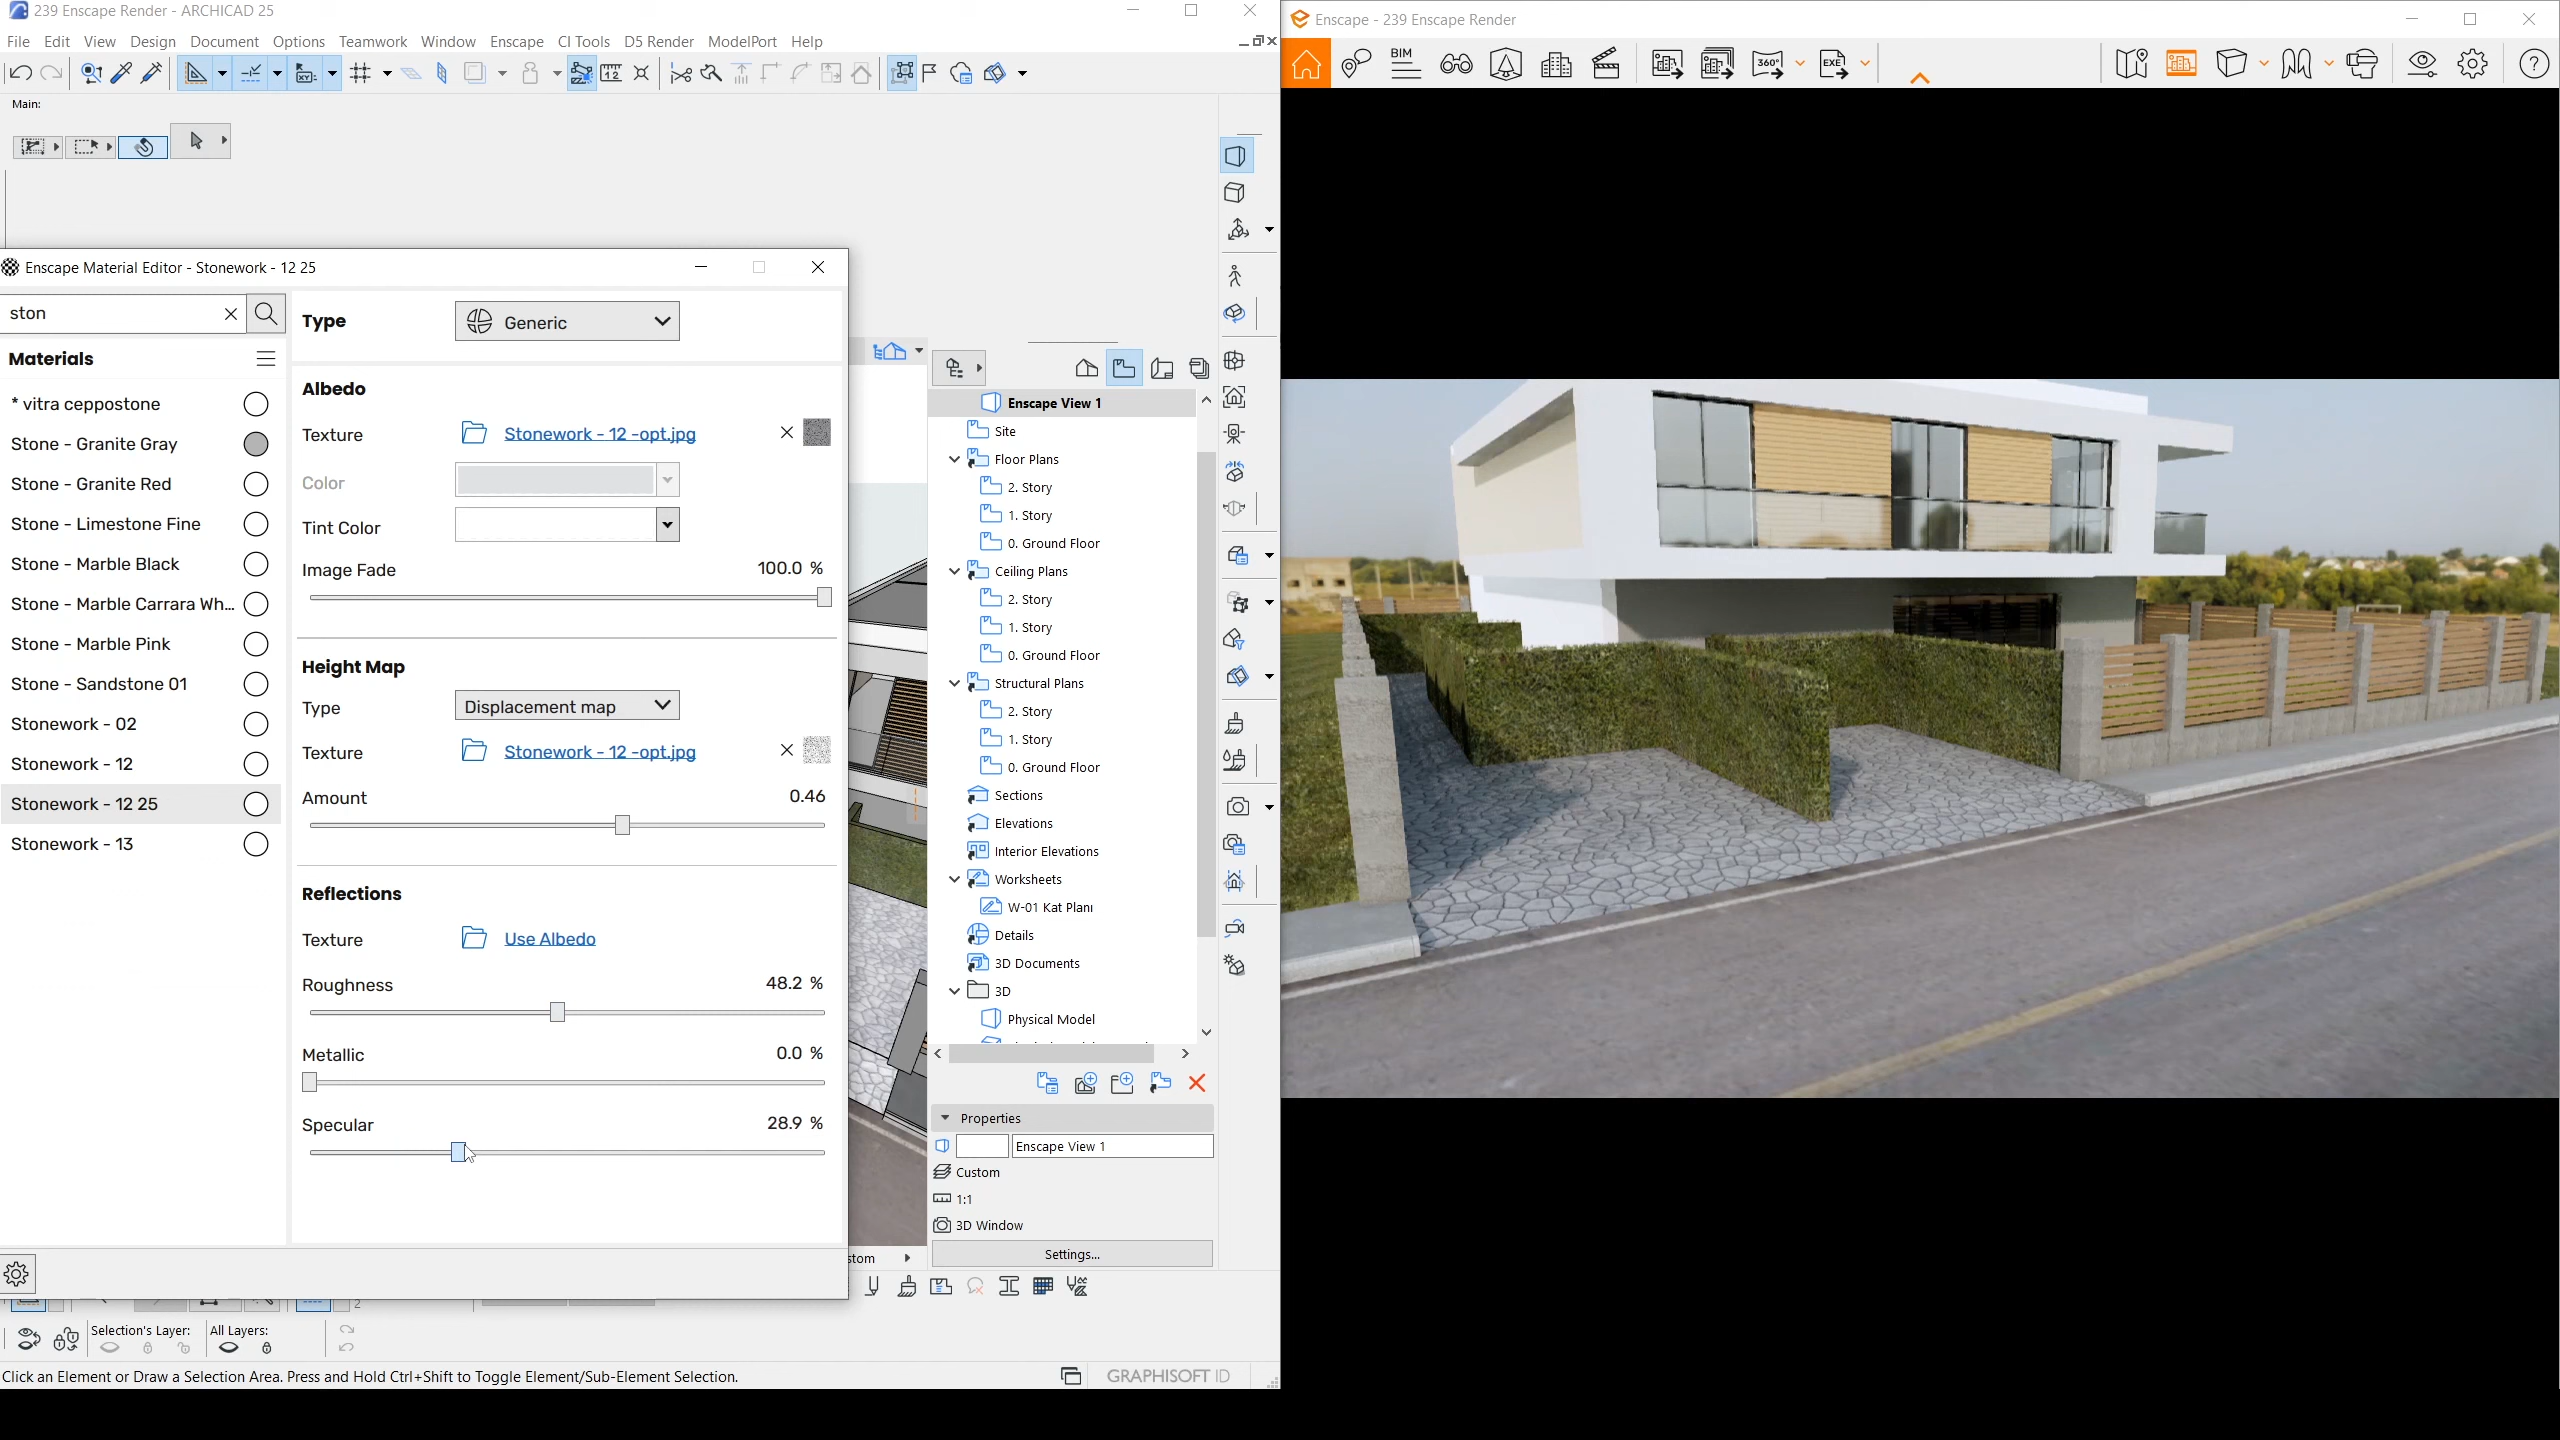 239 Enscape Render - ARCHICAD 25
File Edit View Design Document Options Teamwork Window Enscape CI Tools D5 Render ModelPort Help
Main:
Enscape Material Editor - Stonework - 12 25
ston
Materials
* vitra ceppostone
Stone - Granite Gray
Stone - Granite Red
Stone - Limestone Fine
Stone - Marble Black
Stone - Marble Carrara Wh...
Stone - Marble Pink
Stone - Sandstone 01
Stonework - 02
Stonework - 12
Stonework - 12 25
Stonework - 13
Type Generic
Albedo
Texture Stonework - 12 -opt.jpg
Color
Tint Color
Image Fade 100.0 %
Height Map
Type Displacement map
Texture Stonework - 12 -opt.jpg
Amount 0.46
Reflections
Texture Use Albedo
Roughness 48.2 %
Metallic 0.0 %
Specular 28.9 %
Enscape View 1
Site
Floor Plans
2. Story
1. Story
0. Ground Floor
Ceiling Plans
2. Story
1. Story
0. Ground Floor
Structural Plans
2. Story
1. Story
0. Ground Floor
Sections
Elevations
Interior Elevations
Worksheets
W-01 Kat Planı
Details
3D Documents
3D
Physical Model
Properties
Enscape View 1
Custom
1:1
3D Window
Settings...
stom
2
Selection's Layer: All Layers:
Click an Element or Draw a Selection Area. Press and Hold Ctrl+Shift to Toggle Element/Sub-Element Selection.
GRAPHISOFT ID
Enscape - 239 Enscape Render
BIM
360°
EXE